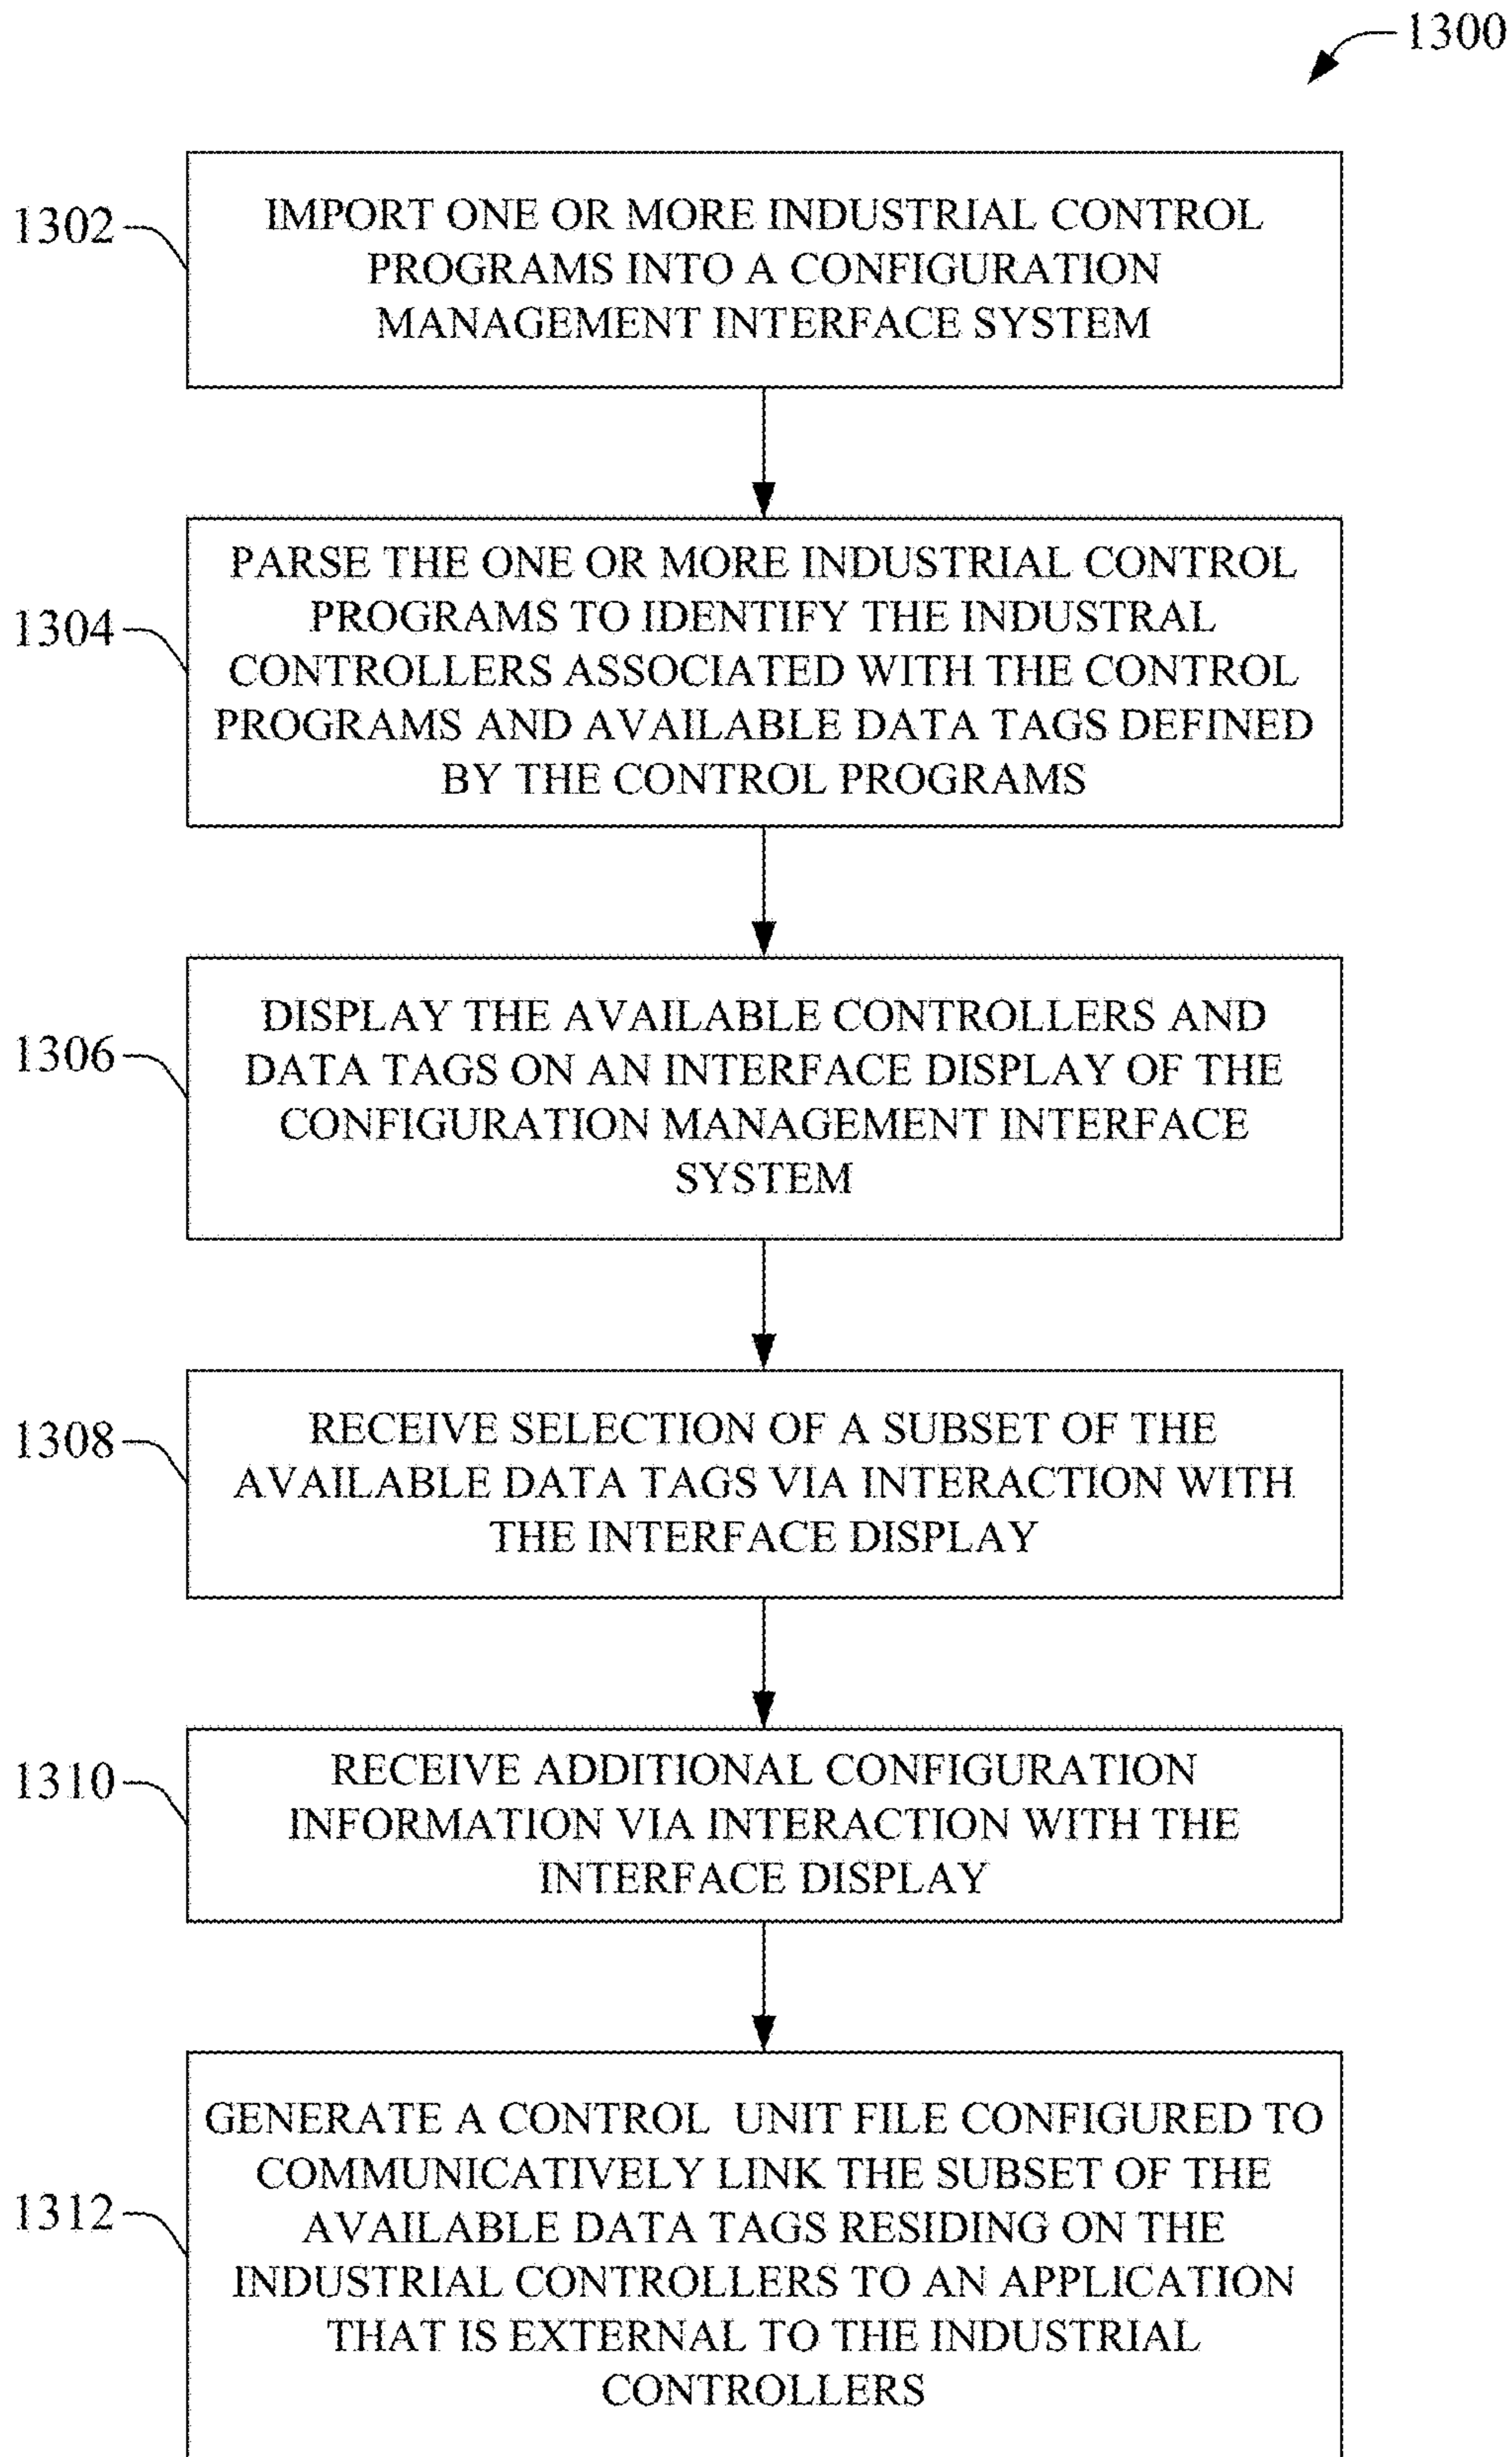 1300
1302
IMPORT ONE OR MORE INDUSTRIAL CONTROL
PROGRAMS INTO A CONFIGURATION
MANAGEMENT INTERFACE SYSTEM
1304
PARSE THE ONE OR MORE INDUSTRIAL CONTROL
PROGRAMS TO IDENTIFY THE INDUSTRAL
CONTROLLERS ASSOCIATED WITH THE CONTROL
PROGRAMS AND AVAILABLE DATA TAGS DEFINED
BY THE CONTROL PROGRAMS
1306
DISPLAY THE AVAILABLE CONTROLLERS AND
DATA TAGS ON AN INTERFACE DISPLAY OF THE
CONFIGURATION MANAGEMENT INTERFACE
SYSTEM
1308
RECEIVE SELECTION OF A SUBSET OF THE
AVAILABLE DATA TAGS VIA INTERACTION WITH
THE INTERFACE DISPLAY
1310
RECEIVE ADDITIONAL CONFIGURATION
INFORMATION VIA INTERACTION WITH THE
INTERFACE DISPLAY
1312
GENERATE A CONTROL UNIT FILE CONFIGURED TO
COMMUNICATIVELY LINK THE SUBSET OF THE
AVAILABLE DATA TAGS RESIDING ON THE
INDUSTRIAL CONTROLLERS TO AN APPLICATION
THAT IS EXTERNAL TO THE INDUSTRIAL
CONTROLLERS